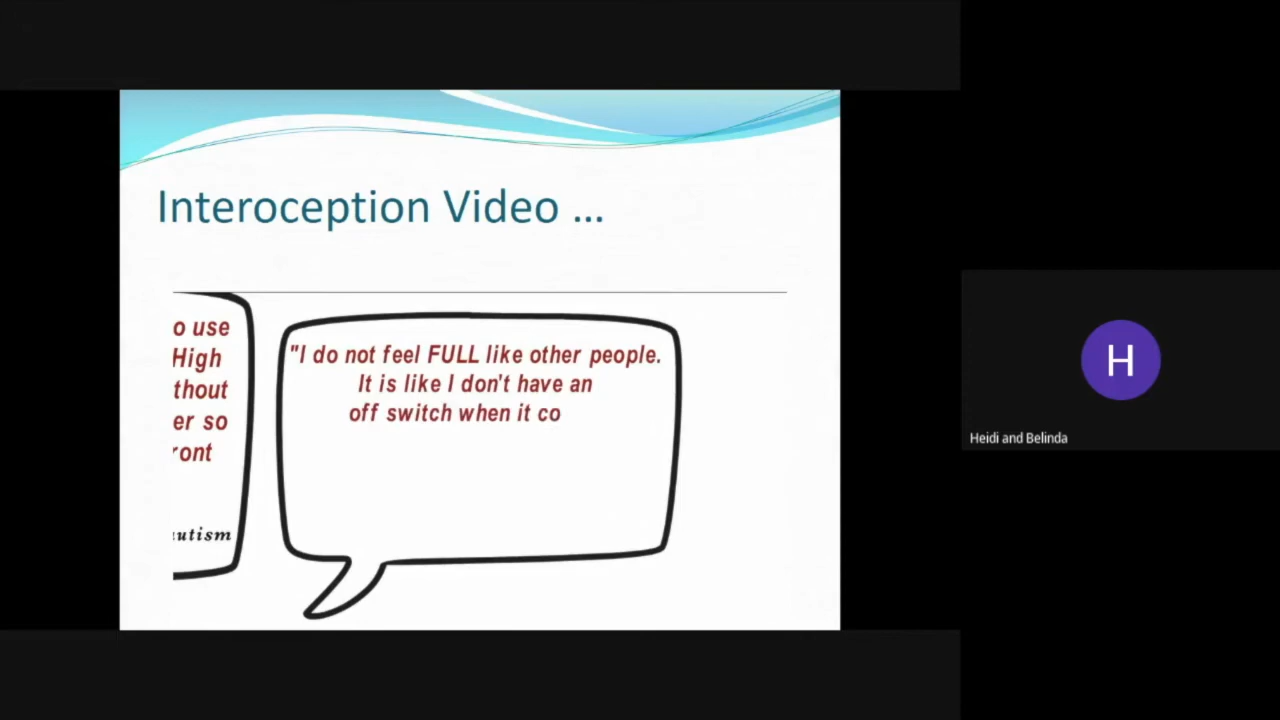 Interoception Video ...
o use
High
thout
er so
ront
utism
"I do not feel FULL like other people.
It is like I don't have an
off switch when it co
H
Heidi and Belinda